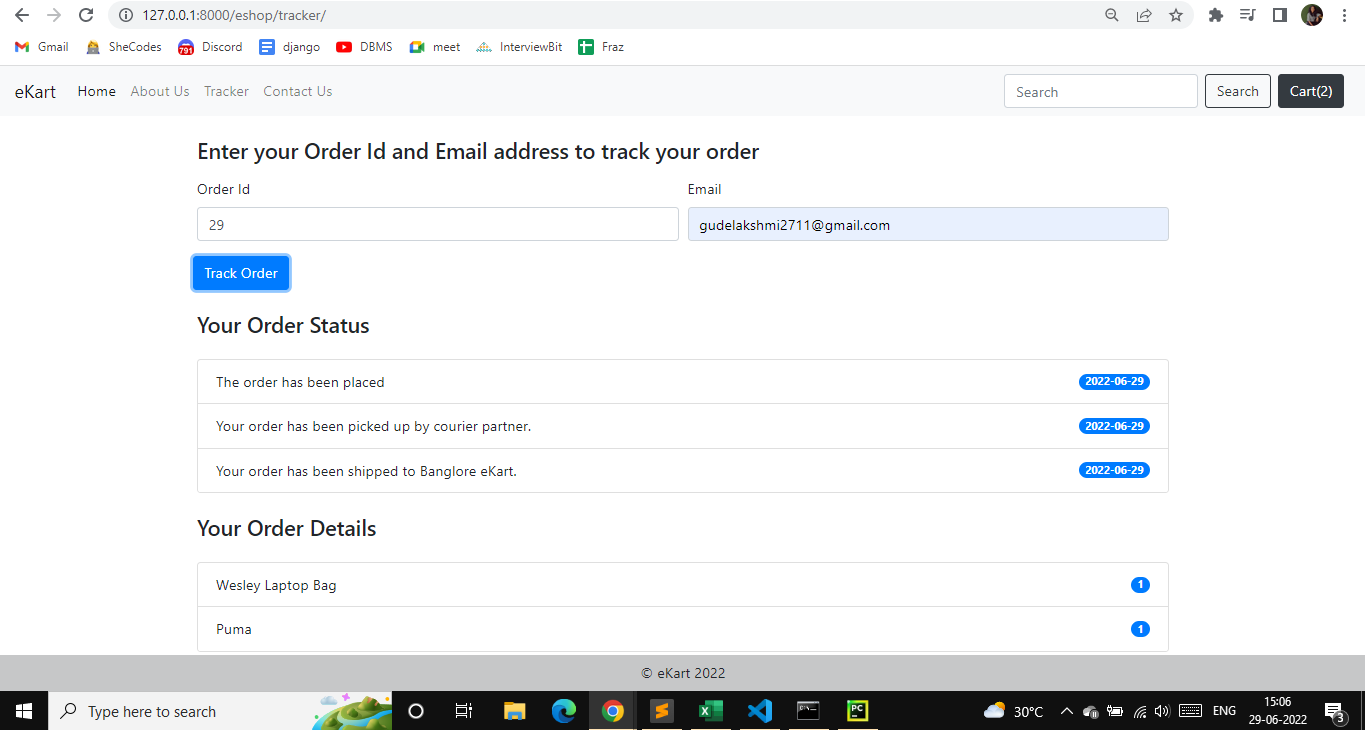 127.0.0.1:8000/eshop/tracker/
Gmail SheCodes 791 Discord django DBMS meet InterviewBit Fraz
eKart Home About Us Tracker Contact Us Search Search Cart(2)
Enter your Order Id and Email address to track your order
Order Id Email
29 gudelakshmi2711@gmail.com
Track Order
Your Order Status
The order has been placed 2022-06-29
Your order has been picked up by courier partner. 2022-06-29
Your order has been shipped to Banglore eKart. 2022-06-29
Your Order Details
Wesley Laptop Bag 1
Puma 1
© eKart 2022
Type here to search PC 30°C ENG 15:06
29-06-2022 3